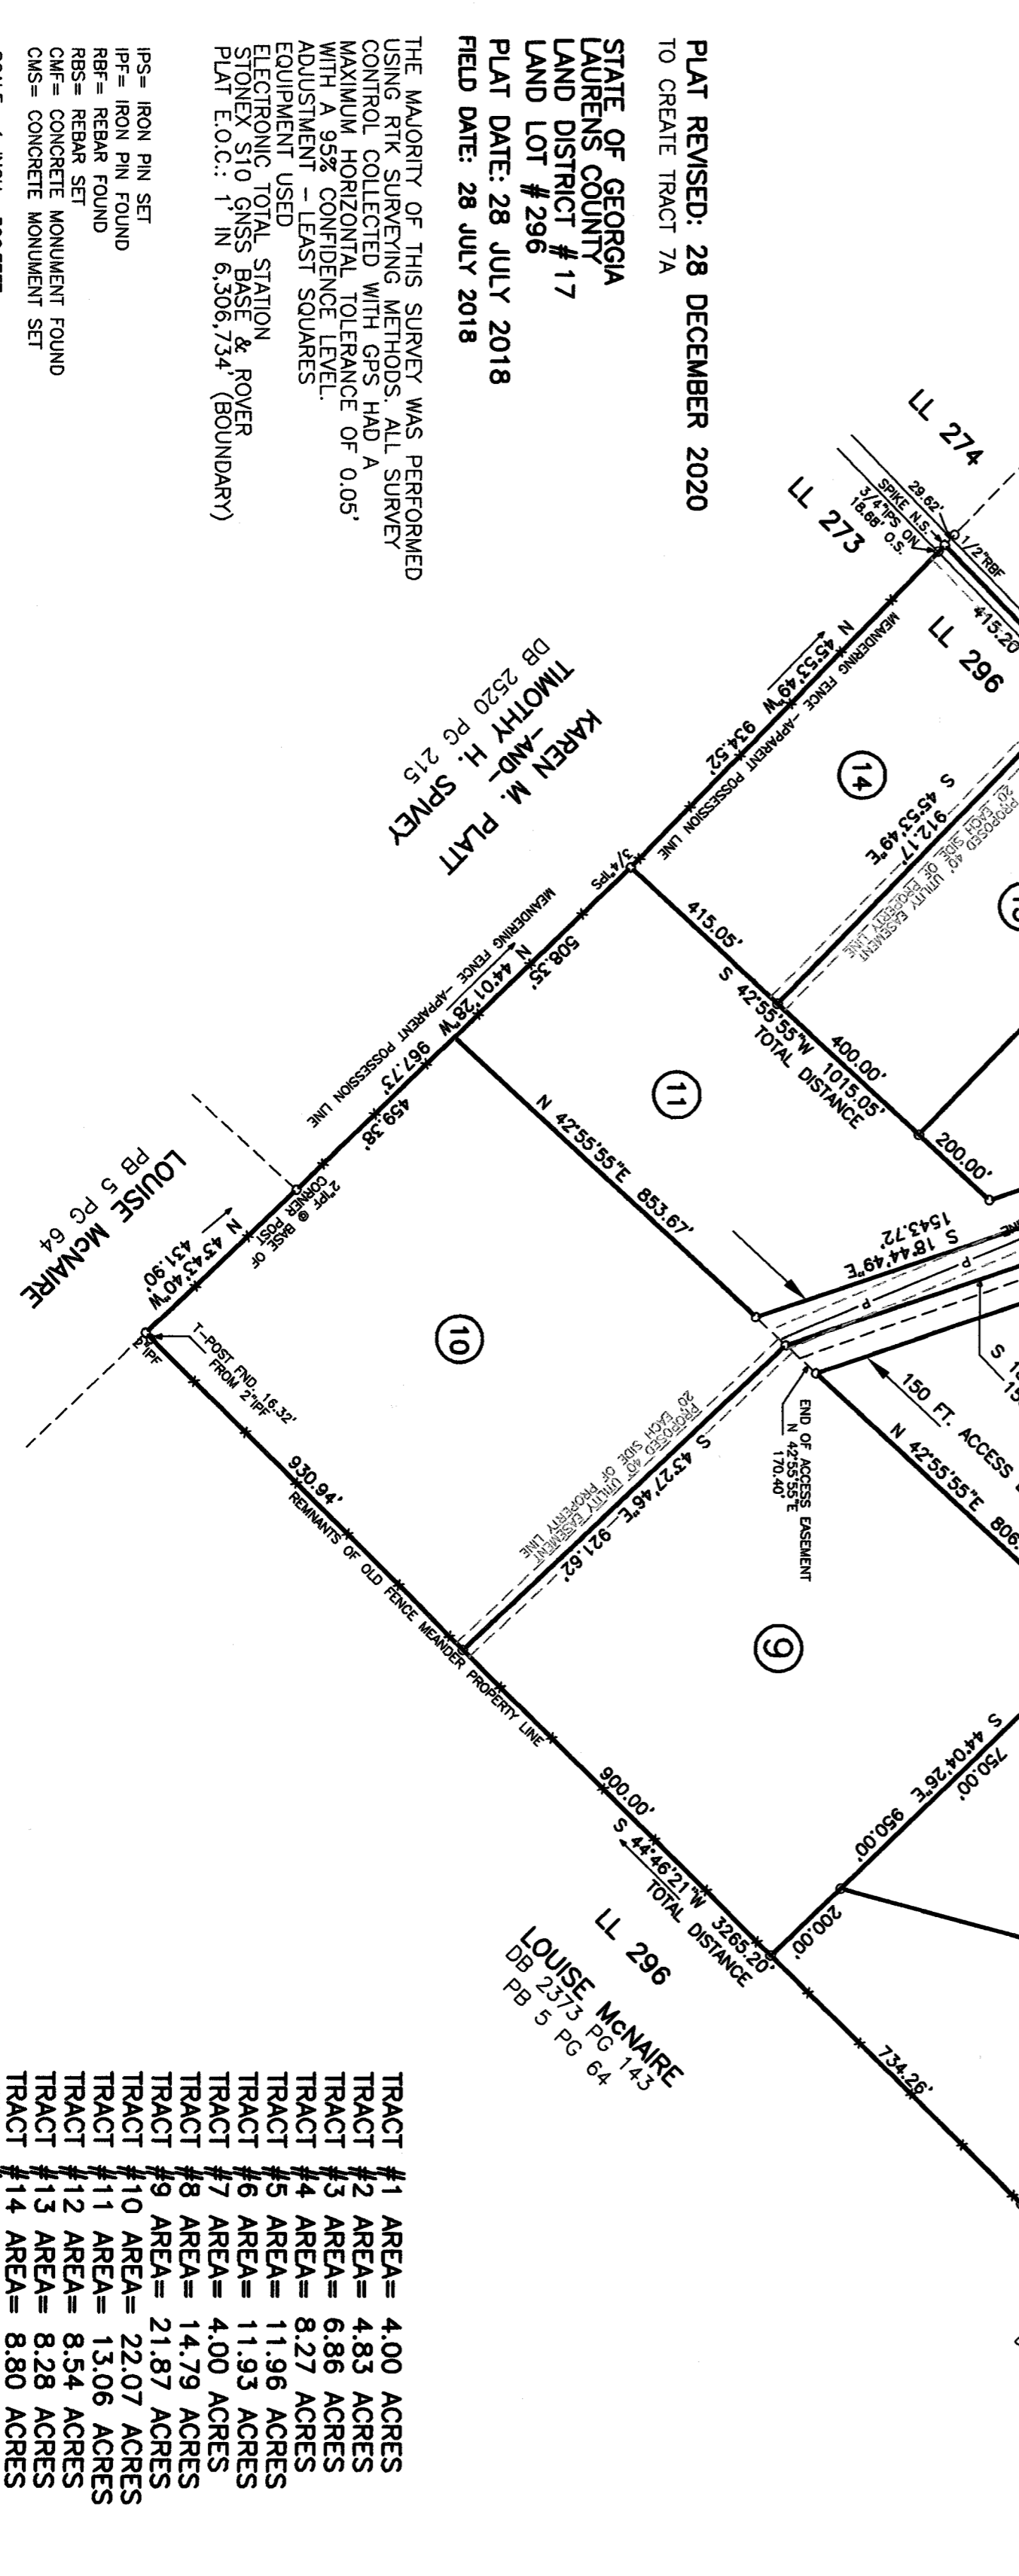 PLAT REVISED: 28 DECEMBER 2020
TO CREATE TRACT 7A
STATE OF GEORGIA
LAURENS COUNTY
LAND DISTRICT #17
LAND LOT #296
PLAT DATE: 28 JULY 2018
FIELD DATE: 28 JULY 2018
THE MAJORITY OF THIS SURVEY WAS PERFORMED
USING RTK SURVEYING METHODS. ALL SURVEY
CONTROL COLLECTED WITH GPS HAD A
MAXIMUM HORIZONTAL TOLERANCE OF 0.05'
WITH A 95% CONFIDENCE LEVEL.
ADJUSTMENT - LEAST SQUARES
EQUIPMENT USED
ELECTRONIC TOTAL STATION
STONEX S10 GNSS BASE & ROVER
PLAT E.O.C.: 1' IN 6,306,734' (BOUNDARY)
IPS= IRON PIN SET
IPF= IRON PIN FOUND
RBF= REBAR FOUND
RBS= REBAR SET
CMF= CONCRETE MONUMENT FOUND
CMS= CONCRETE MONUMENT SET
LL 274
LL 273
29.62'
SPIKE N.S.
3/4"IPS ON
18.68' O.S.
1/2"RBF
415.20
LL 296
MEANDERING FENCE -APPARENT POSSESSION LINE
N 45°53'49"W 934.52'
14
S 45°53'49"E
912.17'
PROPOSED 40' UTILITY EASEMENT
20' EACH SIDE OF PROPERTY LINE
KAREN M. PLATT
-AND-
TIMOTHY H. SPIVEY
DB 2520 PG 215
3/4"IPS
415.05'
S 42°55'55"W 1015.05'
TOTAL DISTANCE
400.00'
200.00'
508.35'
MEANDERING FENCE -APPARENT POSSESSION LINE
N 44°01'28"W 967.73'
459.38'
11
N 42°55'55"E 853.67'
S 18°44'49"E
1543.72'
P
P
150 FT. ACCESS
N 42°55'55"E 806.
END OF ACCESS EASEMENT
N 42°55'55"E
170.40'
2"IPF @ BASE OF
CORNER POST
LOUISE McNAIRE
PB 5 PG 64
N 43°43'40"W
431.90'
2"IPF
T-POST FND. 16.32'
FROM 2"IPF
10
PROPOSED 40' UTILITY EASEMENT
20' EACH SIDE OF PROPERTY LINE
S 43°27'46"E 921.62'
930.94'
REMNANTS OF OLD FENCE MEANDER PROPERTY LINE
9
S 44°04'26"E
750.00'
950.00'
200.00'
900.00'
S 44°46'21"W 3265.20'
TOTAL DISTANCE
734.26'
LL 296
LOUISE McNAIRE
DB 2373 PG 143
PB 5 PG 64
TRACT #1 AREA= 4.00 ACRES
TRACT #2 AREA= 4.83 ACRES
TRACT #3 AREA= 6.86 ACRES
TRACT #4 AREA= 8.27 ACRES
TRACT #5 AREA= 11.96 ACRES
TRACT #6 AREA= 11.93 ACRES
TRACT #7 AREA= 4.00 ACRES
TRACT #8 AREA= 14.79 ACRES
TRACT #9 AREA= 21.87 ACRES
TRACT #10 AREA= 22.07 ACRES
TRACT #11 AREA= 13.06 ACRES
TRACT #12 AREA= 8.54 ACRES
TRACT #13 AREA= 8.28 ACRES
TRACT #14 AREA= 8.80 ACRES